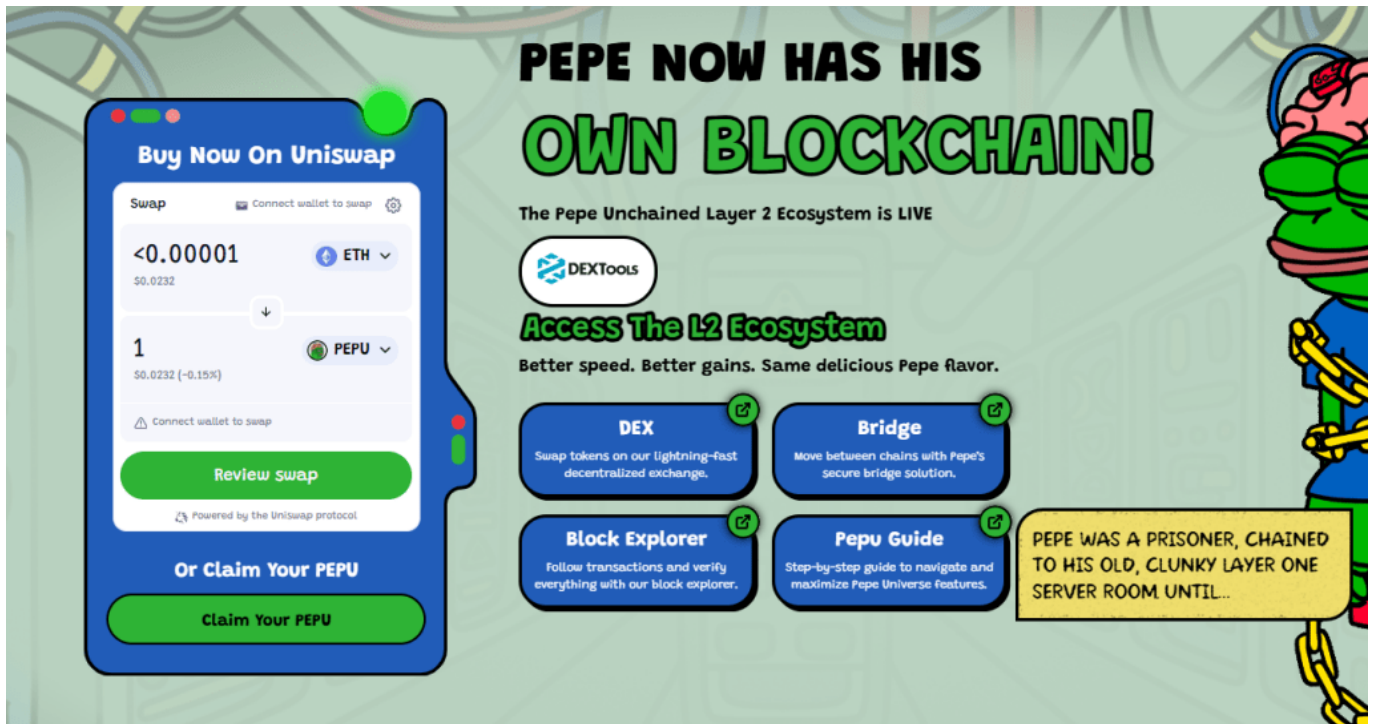 PEPE NOW HAS HIS
OWN BLOCKCHAIN!
The Pepe Unchained Layer 2 Ecosystem is LIVE
DEXTools
Access The L2 Ecosystem
Better speed. Better gains. Same delicious Pepe flavor.
Buy Now On Uniswap
Swap
Connect wallet to swap
<0.00001
ETH
$0.0232
1
PEPU
$0.0232 (-0.15%)
Connect wallet to swap
Review swap
Powered by the Uniswap protocol
Or Claim Your PEPU
Claim Your PEPU
DEX
Swap tokens on our lightning-fast
decentralized exchange.
Bridge
Move between chains with Pepe's
secure bridge solution.
Block Explorer
Follow transactions and verify
everything with our block explorer.
Pepu Guide
Step-by-step guide to navigate and
maximize Pepe Universe features.
PEPE WAS A PRISONER, CHAINED
TO HIS OLD, CLUNKY LAYER ONE
SERVER ROOM UNTIL...